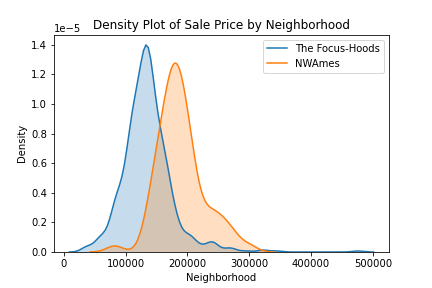 Density Plot of Sale Price by Neighborhood
1e−5
The Focus-Hoods
NWAmes
1.4
1.2
1.0
0.8
0.6
0.4
0.2
0.0
Density
0 100000 200000 300000 400000 500000
Neighborhood